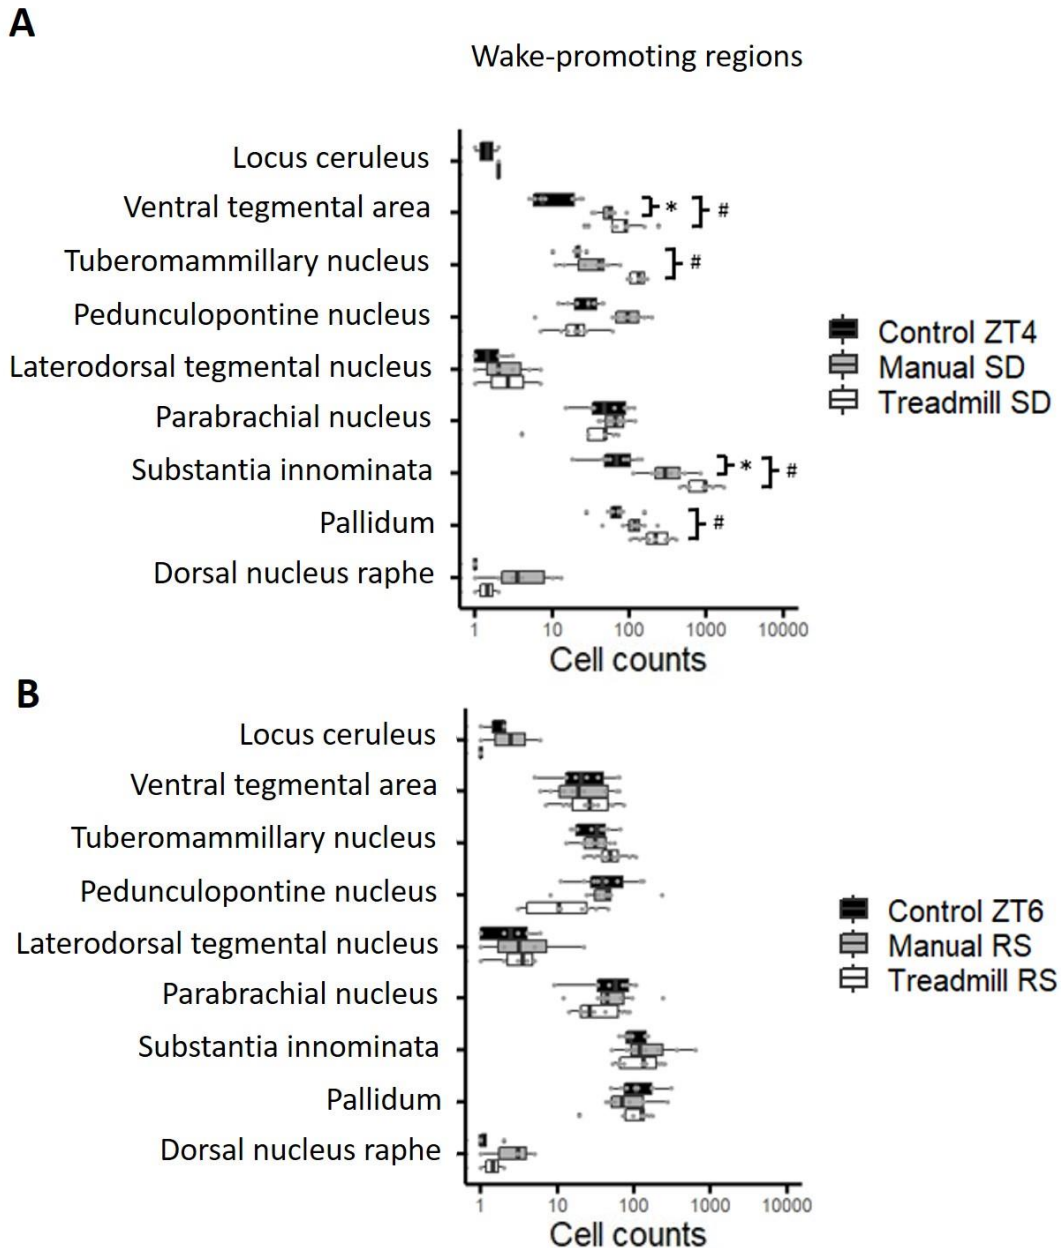 A
Wake-promoting regions
Locus ceruleus
Ventral tegmental area
* #
Tuberomammillary nucleus
#
Pedunculopontine nucleus
Laterodorsal tegmental nucleus
Parabrachial nucleus
Substantia innominata
* #
Pallidum
#
Dorsal nucleus raphe
1 10 100 1000 10000
Cell counts
Control ZT4
Manual SD
Treadmill SD
B
Locus ceruleus
Ventral tegmental area
Tuberomammillary nucleus
Pedunculopontine nucleus
Laterodorsal tegmental nucleus
Parabrachial nucleus
Substantia innominata
Pallidum
Dorsal nucleus raphe
1 10 100 1000 10000
Cell counts
Control ZT6
Manual RS
Treadmill RS